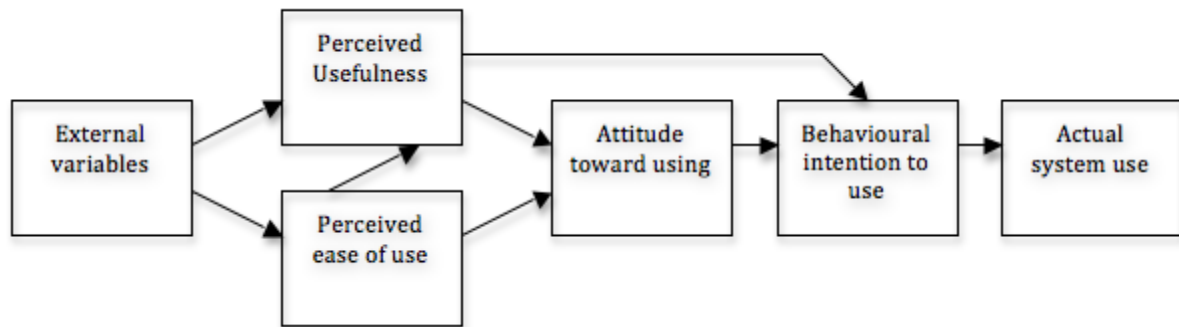 Perceived
Usefulness
External
variables
Perceived
ease of use
Attitude
toward using
Behavioural
intention to
use
Actual
system use